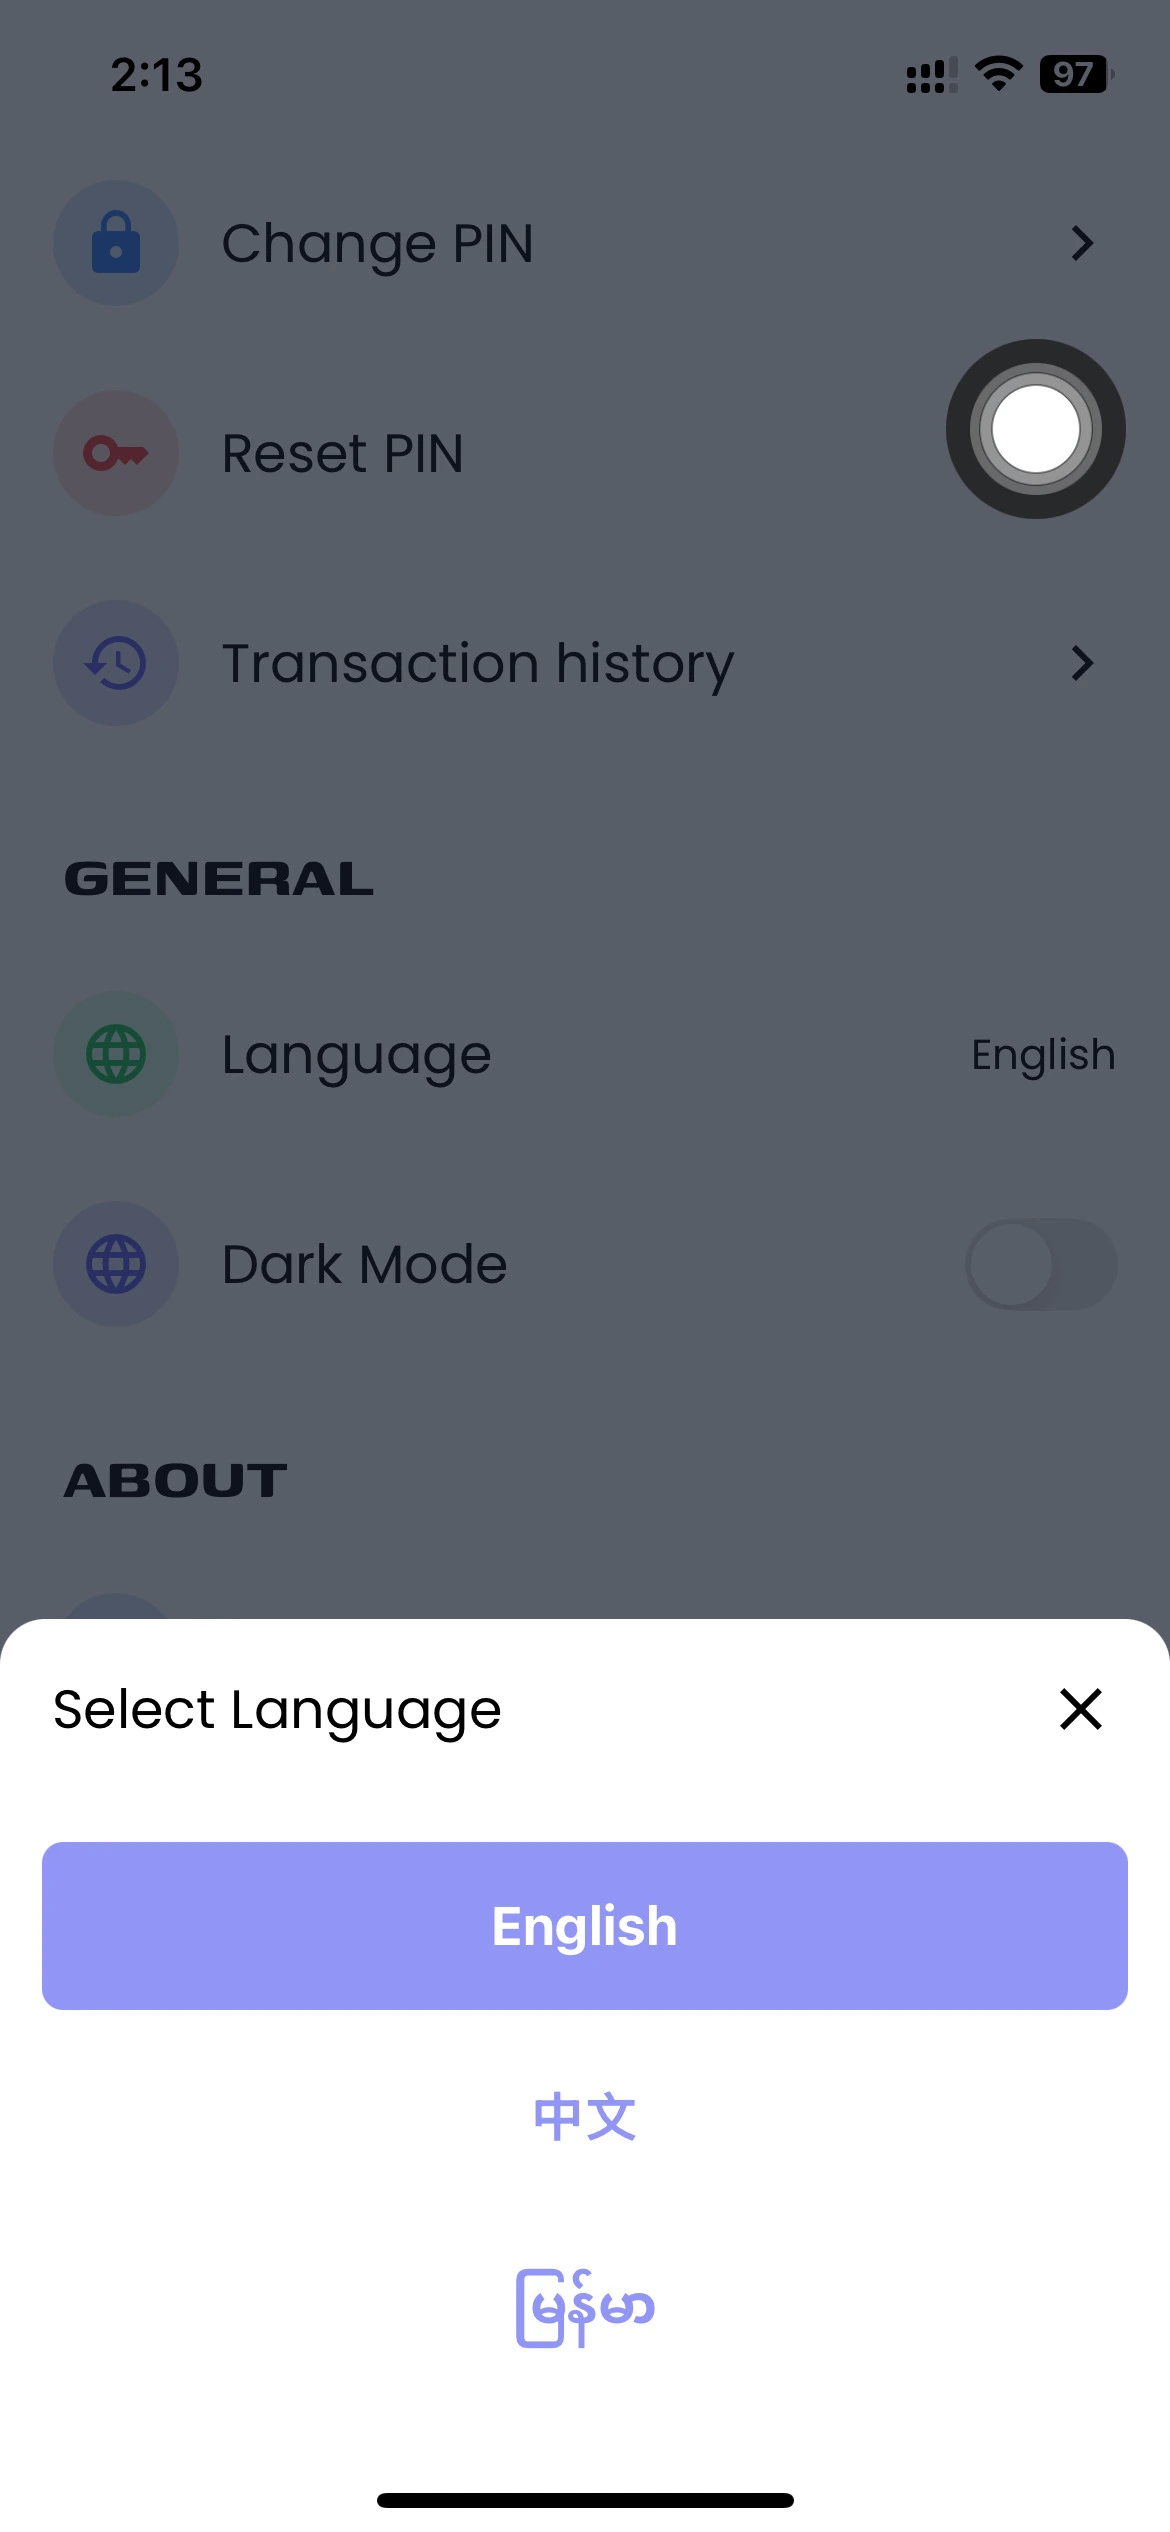 2:13
97
Change PIN
Reset PIN
Transaction history
GENERAL
Language
English
Dark Mode
ABOUT
Select Language
English
中文
မြန်မာ